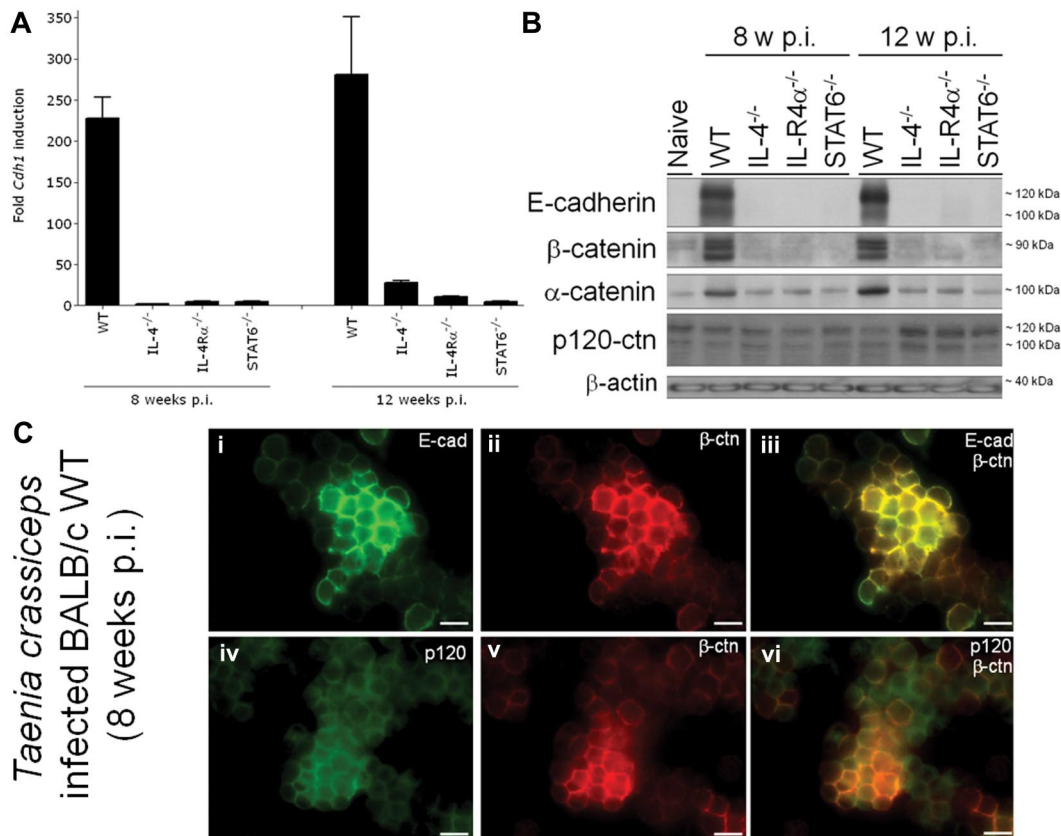 A
350
300
250
200
150
100
50
0
Fold Cdh1 induction
WT
IL-4⁻/⁻
IL-4Rα⁻/⁻
STAT6⁻/⁻
WT
IL-4⁻/⁻
IL-4Rα⁻/⁻
STAT6⁻/⁻
8 weeks p.i.
12 weeks p.i.
B
8 w p.i.
12 w p.i.
Naive
WT
IL-4⁻/⁻
IL-R4α⁻/⁻
STAT6⁻/⁻
WT
IL-4⁻/⁻
IL-R4α⁻/⁻
STAT6⁻/⁻
E-cadherin
~ 120 kDa
~ 100 kDa
β-catenin
~ 90 kDa
α-catenin
~ 100 kDa
p120-ctn
~ 120 kDa
~ 100 kDa
β-actin
~ 40 kDa
C
Taenia crassiceps
infected BALB/c WT
(8 weeks p.i.)
i
E-cad
ii
β-ctn
iii
E-cad
β-ctn
iv
p120
v
β-ctn
vi
p120
β-ctn